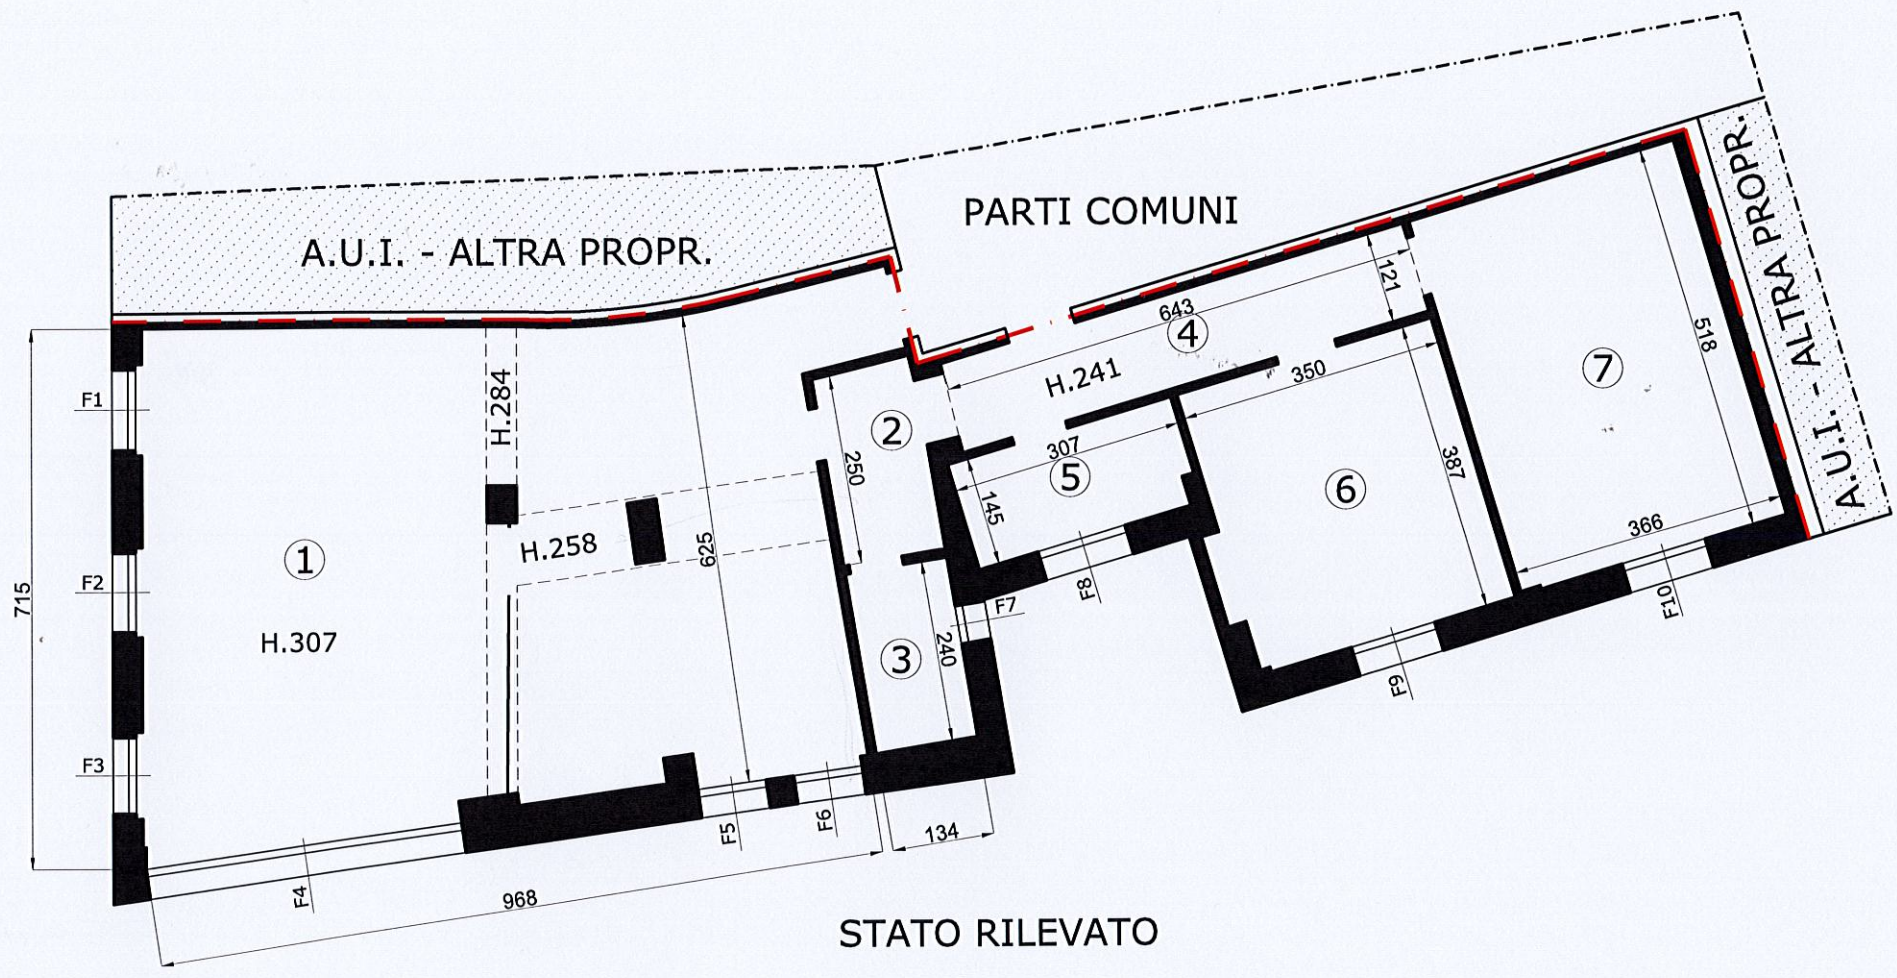 A.U.I. - ALTRA PROPR.
PARTI COMUNI
A.U.I. - ALTRA PROPR.
121
643
4
H.241
350
518
7
F1
H.284
2
307
5
250
145
387
6
366
715
1
H.258
625
F2
F7
F8
F10
H.307
3
240
F9
F3
F5
F6
134
F4
968
STATO RILEVATO